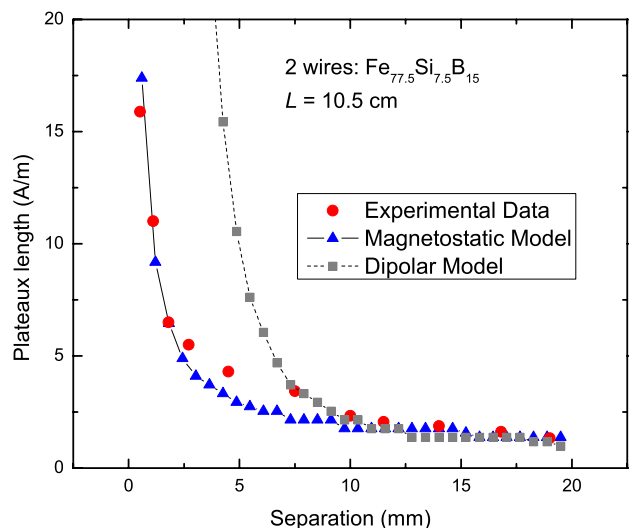 20
15
10
5
0
0
5
10
15
20
Plateaux length (A/m)
Separation (mm)
2 wires: Fe77.5Si7.5B15
L = 10.5 cm
Experimental Data
Magnetostatic Model
Dipolar Model